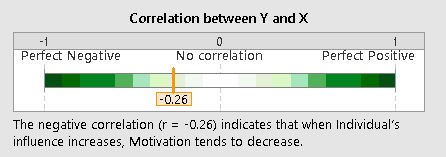 Correlation between Y and X
-1 0 1
Perfect Negative No correlation Perfect Positive
-0.26
The negative correlation (r = -0.26) indicates that when Individual's
influence increases, Motivation tends to decrease.